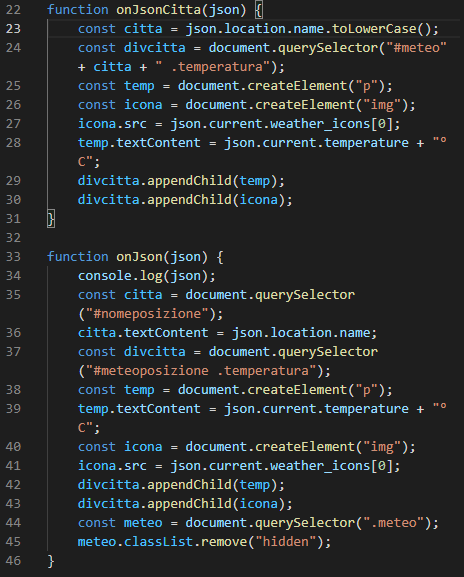 22 function onJsonCitta(json) {
23 const citta = json.location.name.toLowerCase();
24 const divcitta = document.querySelector("#meteo"
+ citta + " .temperatura");
25 const temp = document.createElement("p");
26 const icona = document.createElement("img");
27 icona.src = json.current.weather_icons[0];
28 temp.textContent = json.current.temperature + "°
C";
29 divcitta.appendChild(temp);
30 divcitta.appendChild(icona);
31 }
32
33 function onJson(json) {
34 console.log(json);
35 const citta = document.querySelector
("#nomeposizione");
36 citta.textContent = json.location.name;
37 const divcitta = document.querySelector
("#meteoposizione .temperatura");
38 const temp = document.createElement("p");
39 temp.textContent = json.current.temperature + "°
C";
40 const icona = document.createElement("img");
41 icona.src = json.current.weather_icons[0];
42 divcitta.appendChild(temp);
43 divcitta.appendChild(icona);
44 const meteo = document.querySelector(".meteo");
45 meteo.classList.remove("hidden");
46 }